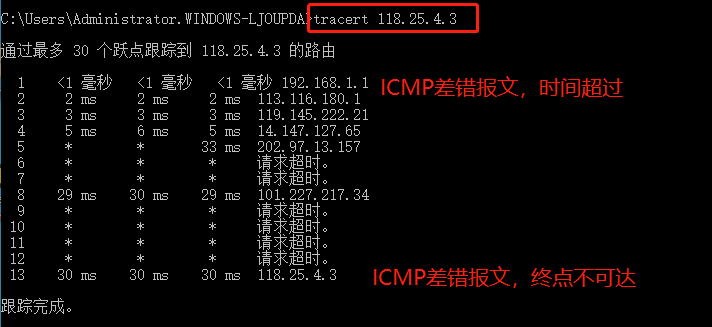 C:\Users\Administrator.WINDOWS-LJOUPDA>tracert 118.25.4.3
通过最多 30 个跃点跟踪到 118.25.4.3 的路由
1 <1 毫秒 <1 毫秒 <1 毫秒 192.168.1.1 ICMP差错报文，时间超过
2 2 ms 2 ms 2 ms 113.116.180.1
3 3 ms 3 ms 3 ms 119.145.222.21
4 5 ms 6 ms 5 ms 14.147.127.65
5 * * 33 ms 202.97.13.157
6 * * * 请求超时。
7 * * * 请求超时。
8 29 ms 30 ms 29 ms 101.227.217.34
9 * * * 请求超时。
10 * * * 请求超时。
11 * * * 请求超时。
12 * * * 请求超时。
13 30 ms 30 ms 30 ms 118.25.4.3 ICMP差错报文，终点不可达
跟踪完成。